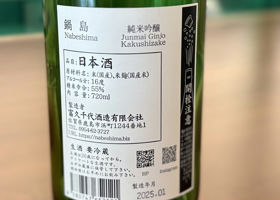 鍋島
Nabeshima
純米吟醸
Junmai Ginjo
Kakushizake
開栓注意
品目:日本酒
原材料名:米(国産)、米麹(国産米)
アルコール分:16度
精米歩合:55%
内容量:720ml
製造者
富久千代酒造有限会社
佐賀県鹿島市浜町1244番地1
TEL. 0954-62-3727
https://nabeshima.biz
生酒 要冷蔵
HP
Instagram
製造年月
2025.01